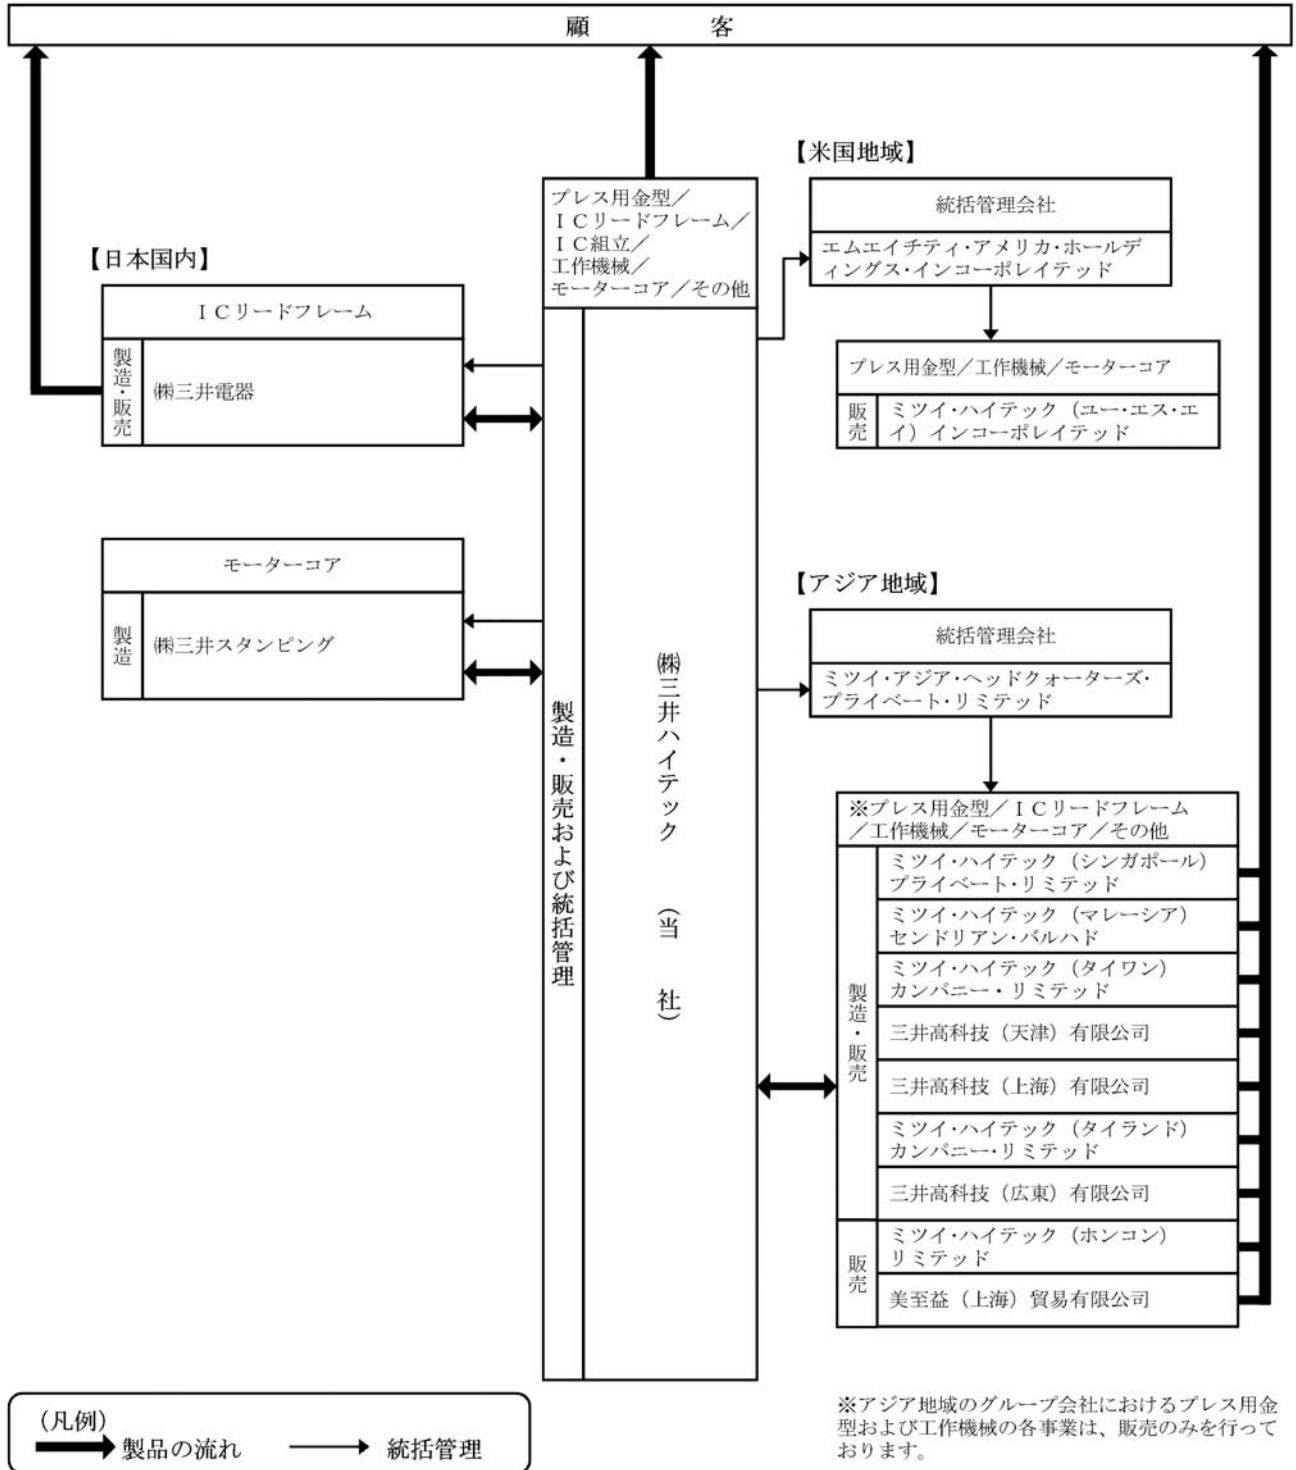 顧客
【米国地域】
統括管理会社
エムエイチティ・アメリカ・ホールデ
ィングス・インコーポレイテッド
プレス用金型／工作機械／モーターコア
販売
ミツイ・ハイテック（ユー・エス・エ
イ）インコーポレイテッド
プレス用金型／
ＩＣリードフレーム／
ＩＣ組立／
工作機械／
モーターコア／その他
製造・販売および統括管理
㈱三井ハイテック（当社）
【日本国内】
ＩＣリードフレーム
製造・販売
㈱三井電器
モーターコア
製造
㈱三井スタンピング
【アジア地域】
統括管理会社
ミツイ・アジア・ヘッドクォーターズ・
プライベート・リミテッド
※プレス用金型／ＩＣリードフレーム
／工作機械／モーターコア／その他
製造・販売
ミツイ・ハイテック（シンガポール）
プライベート・リミテッド
ミツイ・ハイテック（マレーシア）
センドリアン・バルハド
ミツイ・ハイテック（タイワン）
カンパニー・リミテッド
三井高科技（天津）有限公司
三井高科技（上海）有限公司
ミツイ・ハイテック（タイランド）
カンパニー・リミテッド
三井高科技（広東）有限公司
販売
ミツイ・ハイテック（ホンコン）
リミテッド
美至益（上海）貿易有限公司
（凡例）
製品の流れ
統括管理
※アジア地域のグループ会社におけるプレス用金
型および工作機械の各事業は、販売のみを行って
おります。